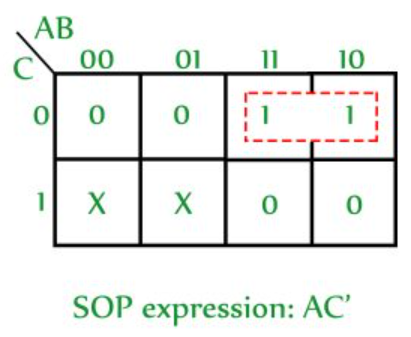 AB
C 00 01 11 10
0 0 0 1 1
1 X X 0 0
SOP expression: AC'